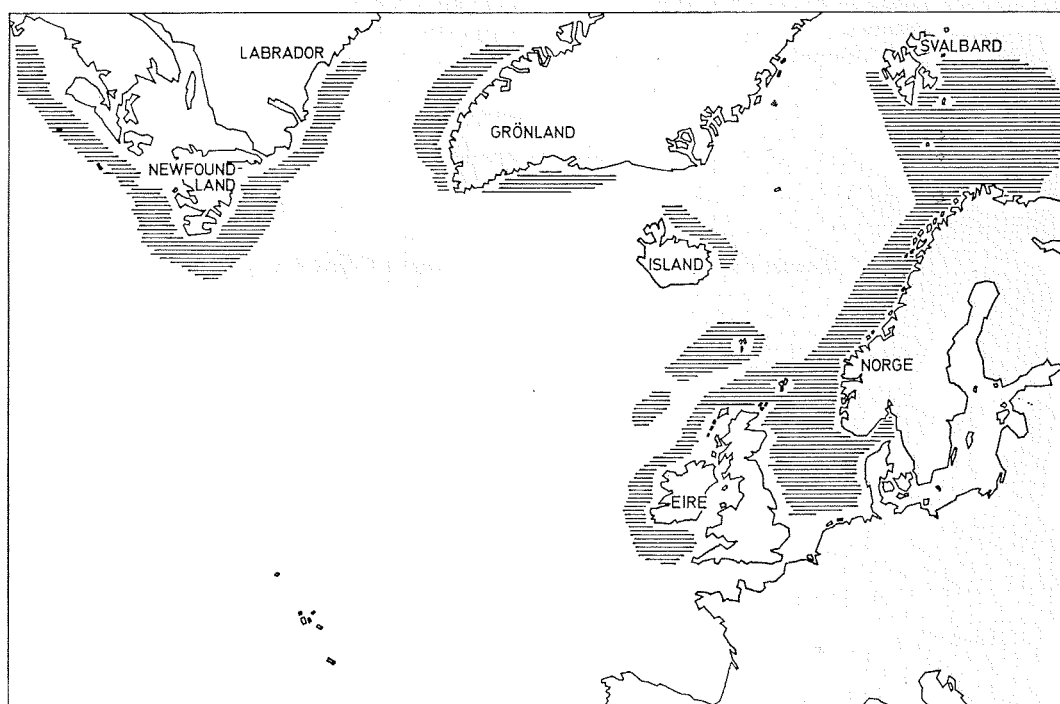 LABRADOR
SVALBARD
GRÖNLAND
NEWFOUND-
LAND
ISLAND
NORGE
EIRE